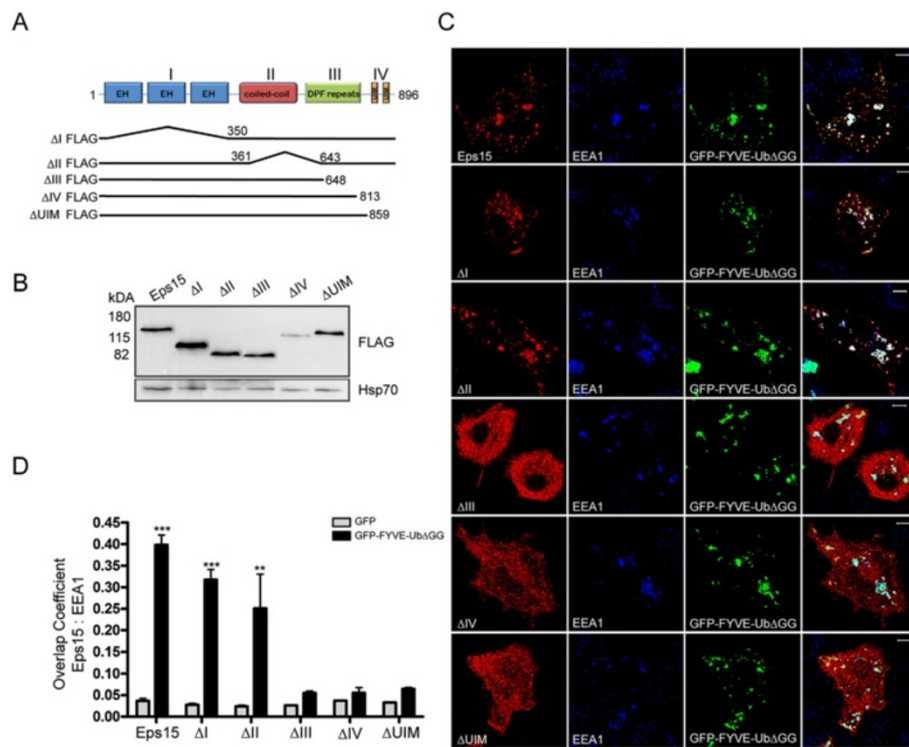 A
I II III IV
1 EH EH EH coiled-coil DPF repeats 896
ΔI FLAG 350
ΔII FLAG 361 643
ΔIII FLAG 648
ΔIV FLAG 813
ΔUIM FLAG 859
B
kDA Eps15 ΔI ΔII ΔIII ΔIV ΔUIM
180
115
82
FLAG
Hsp70
C
Eps15 EEA1 GFP-FYVE-UbΔGG
ΔI EEA1 GFP-FYVE-UbΔGG
ΔII EEA1 GFP-FYVE-UbΔGG
ΔIII EEA1 GFP-FYVE-UbΔGG
ΔIV EEA1 GFP-FYVE-UbΔGG
ΔUIM EEA1 GFP-FYVE-UbΔGG
D
Overlap Coefficient
Eps15 : EEA1
0.45
0.40
0.35
0.30
0.25
0.20
0.15
0.10
0.05
0.00
*** *** **
GFP
GFP-FYVE-UbΔGG
Eps15 ΔI ΔII ΔIII ΔIV ΔUIM